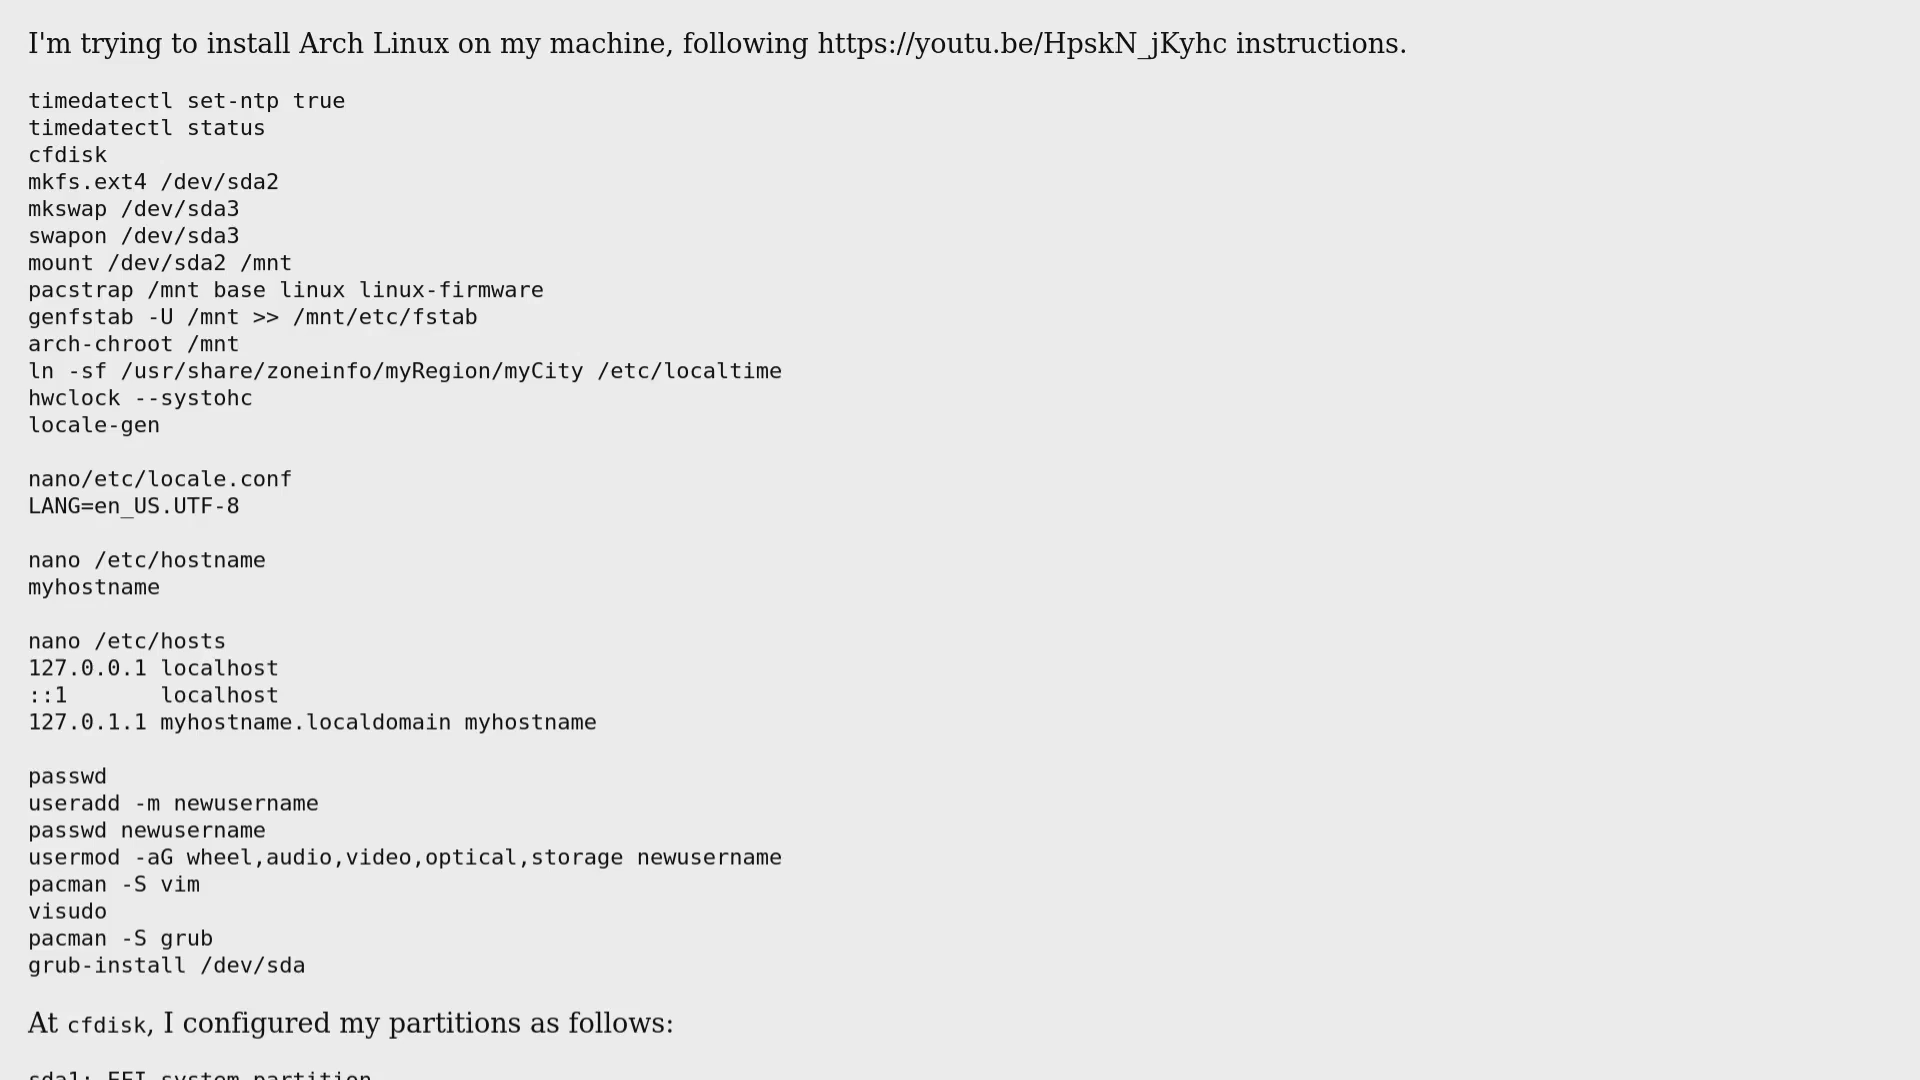 I'm trying to install Arch Linux on my machine, following https://youtu.be/HpskN_jKyhc instructions.
timedatectl set-ntp true
timedatectl status
cfdisk
mkfs.ext4 /dev/sda2
mkswap /dev/sda3
swapon /dev/sda3
mount /dev/sda2 /mnt
pacstrap /mnt base linux linux-firmware
genfstab -U /mnt >> /mnt/etc/fstab
arch-chroot /mnt
ln -sf /usr/share/zoneinfo/myRegion/myCity /etc/localtime
hwclock --systohc
locale-gen
nano/etc/locale.conf
LANG=en_US.UTF-8
nano /etc/hostname
myhostname
nano /etc/hosts
127.0.0.1 localhost
::1       localhost
127.0.1.1 myhostname.localdomain myhostname
passwd
useradd -m newusername
passwd newusername
usermod -aG wheel,audio,video,optical,storage newusername
pacman -S vim
visudo
pacman -S grub
grub-install /dev/sda
At cfdisk, I configured my partitions as follows:
sda1: EFI system partition